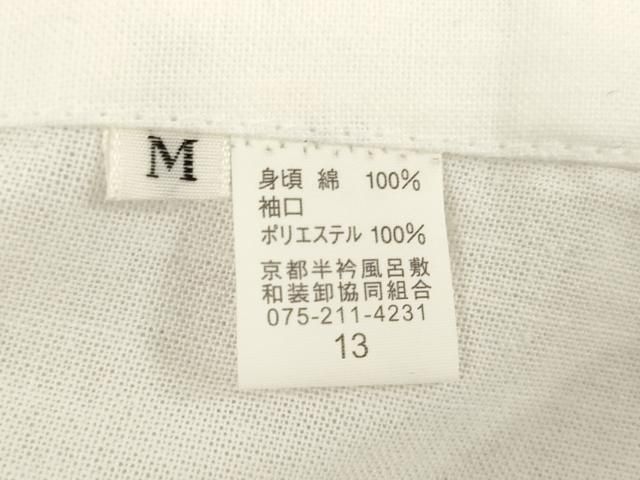 M
身頃 綿 100%
袖口
ポリエステル 100%
京都半衿風呂敷
和装卸協同組合
075-211-4231
13